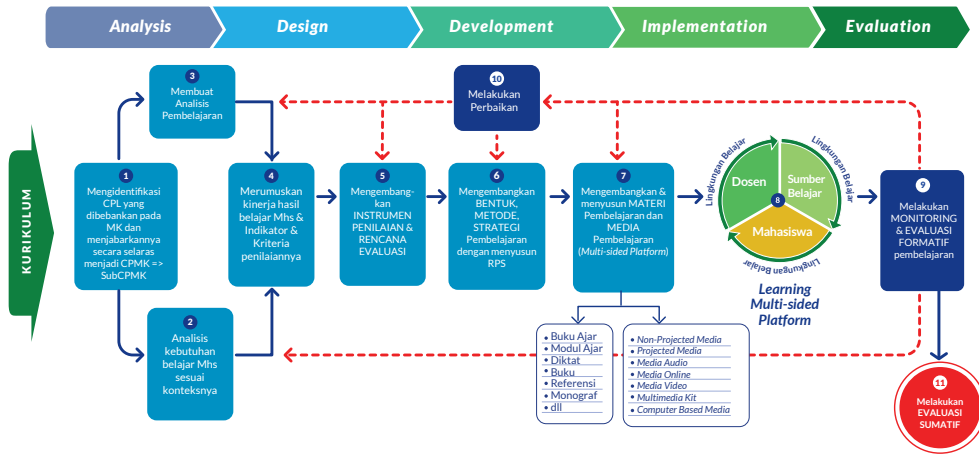 Analysis
Design
Development
Implementation
Evaluation
KURIKULUM
1
Mengidentifikasi
CPL yang
dibebankan pada
MK dan
menjabarkannya
secara selaras
menjadi CPMK =>
SubCPMK
2
Analisis
kebutuhan
belajar Mhs
sesuai
konteksnya
3
Membuat
Analisis
Pembelajaran
4
Merumuskan
kinerja hasil
belajar Mhs &
Indikator &
Kriteria
penilaiannya
5
Mengembang-
kan
INSTRUMEN
PENILAIAN &
RENCANA
EVALUASI
6
Mengembangkan
BENTUK,
METODE,
STRATEGI
Pembelajaran
dengan menyusun
RPS
7
Mengembangkan &
menyusun MATERI
Pembelajaran dan
MEDIA
Pembelajaran
(Multi-sided Platform)
• Buku Ajar
• Modul Ajar
• Diktat
• Buku
• Referensi
• Monograf
• dll
• Non-Projected Media
• Projected Media
• Media Audio
• Media Online
• Media Video
• Multimedia Kit
• Computer Based Media
Lingkungan Belajar
Lingkungan Belajar
Lingkungan Belajar
Dosen
Sumber
Belajar
8
Mahasiswa
Learning
Multi-sided
Platform
9
Melakukan
MONITORING
& EVALUASI
FORMATIF
pembelajaran
10
Melakukan
Perbaikan
11
Melakukan
EVALUASI
SUMATIF